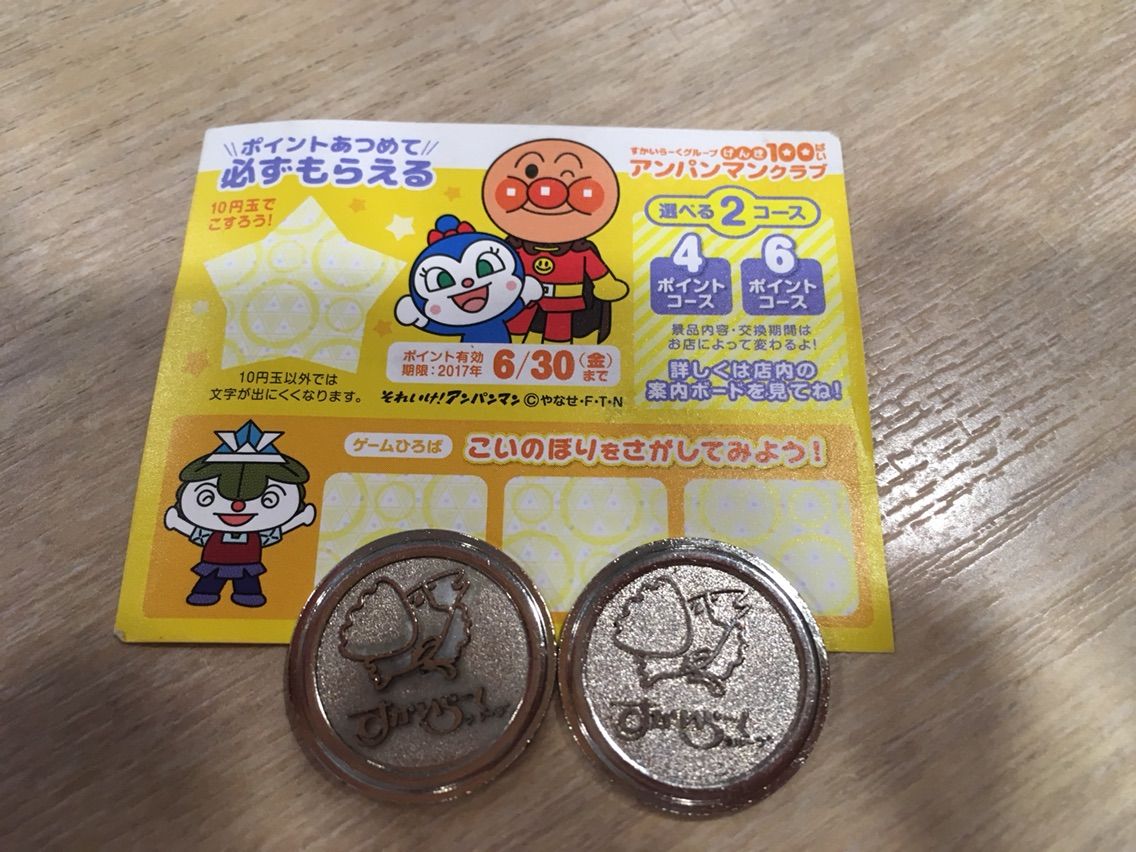 ポイントあつめて
必ずもらえる
10円玉で
こすろう!
10円玉以外では
文字が出にくくなります。
ポイント有効
期限:2017年 6/30(金)まで
それいけ!アンパンマン ©やなせ・F・T・N
すかいらーくグループ げんき100ばい
アンパンマンクラブ
選べる2コース
4
ポイント
コース
6
ポイント
コース
景品内容・交換期間は
お店によって変わるよ!
詳しくは店内の
案内ボードを見てね!
ゲームひろば こいのぼりをさがしてみよう!
すかいらーく
グループ
すかいらーく
グループ